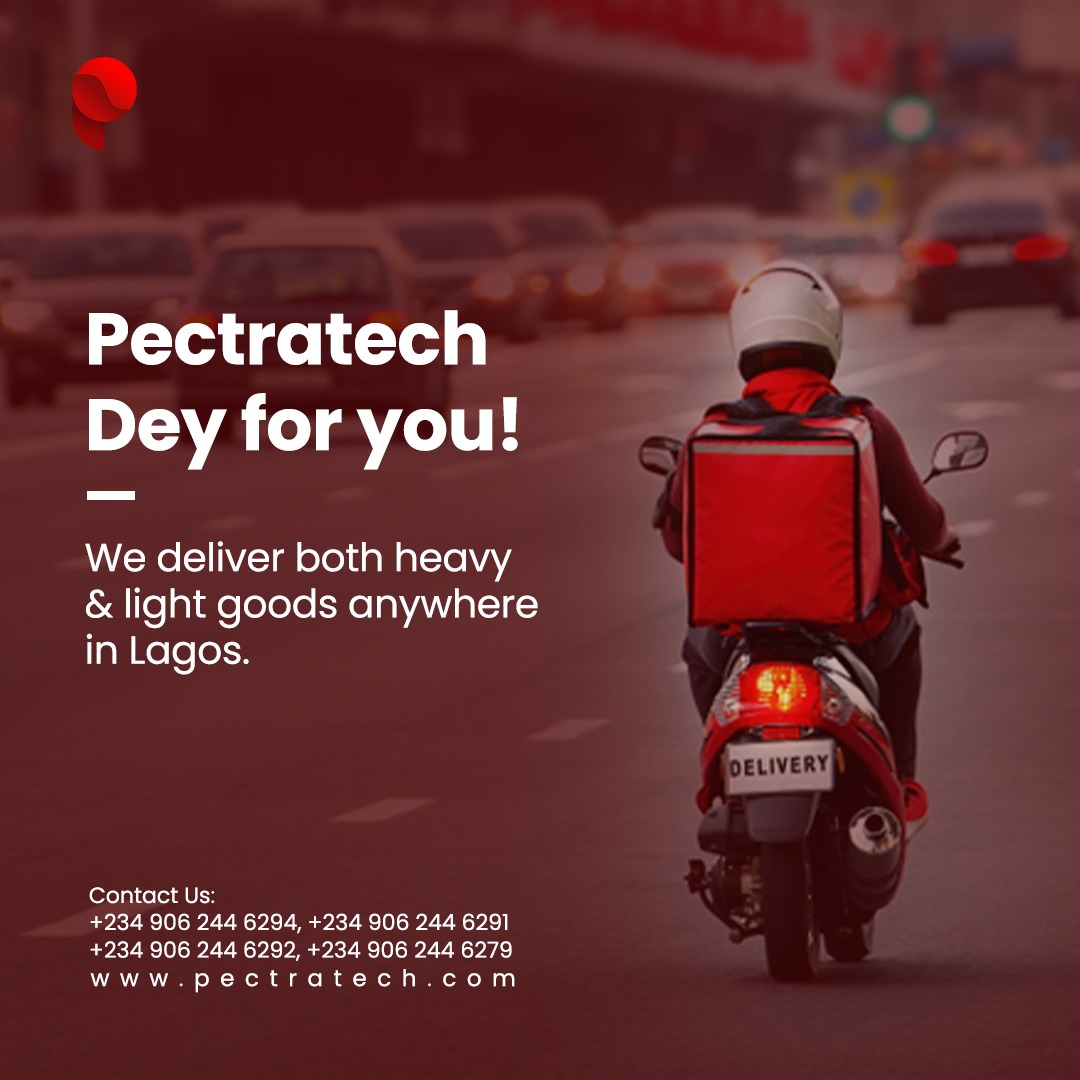 Pectratech
Dey for you!
We deliver both heavy
& light goods anywhere
in Lagos.
DELIVERY
Contact Us:
+234 906 244 6294, +234 906 244 6291
+234 906 244 6292, +234 906 244 6279
www.pectratech.com